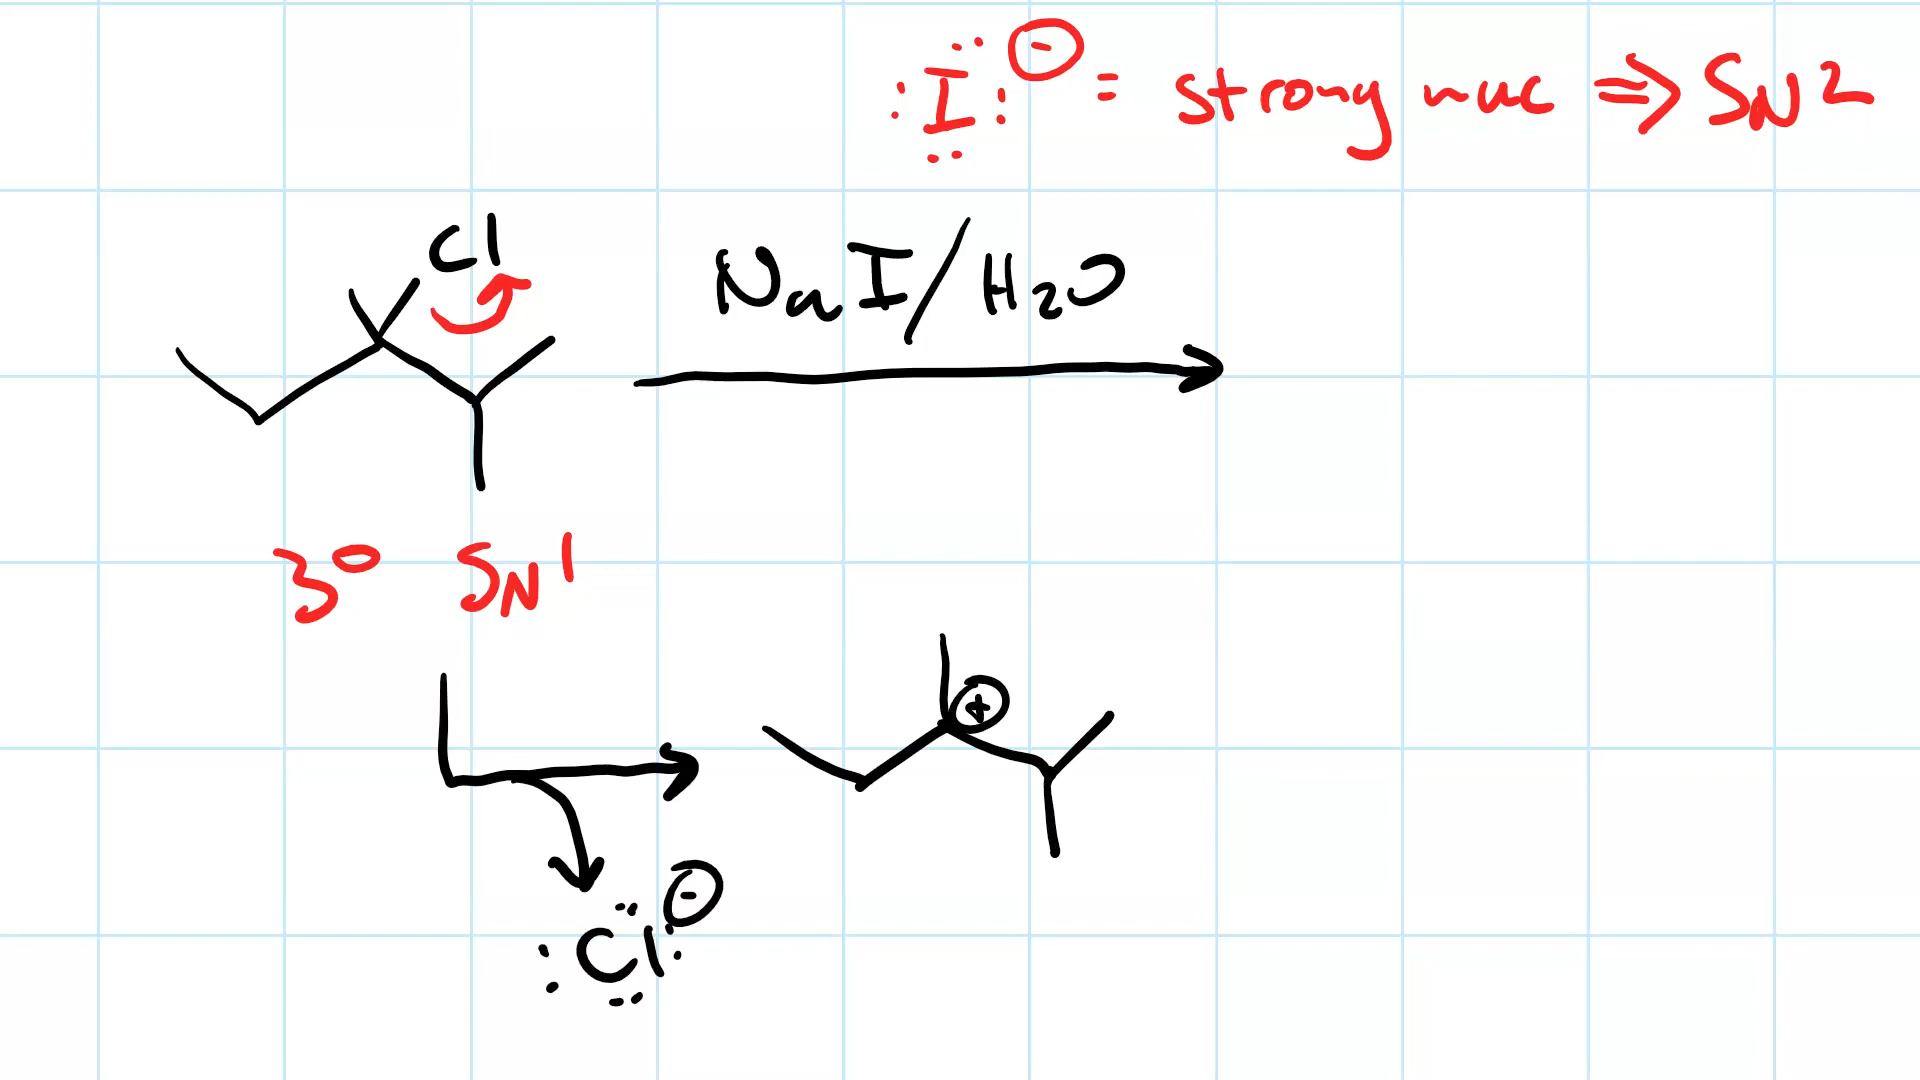 :I:⊖ = strong nuc ⇒ SN2
Cl
NaI/H2O
3° SN1
⊕
:Cl:⊖